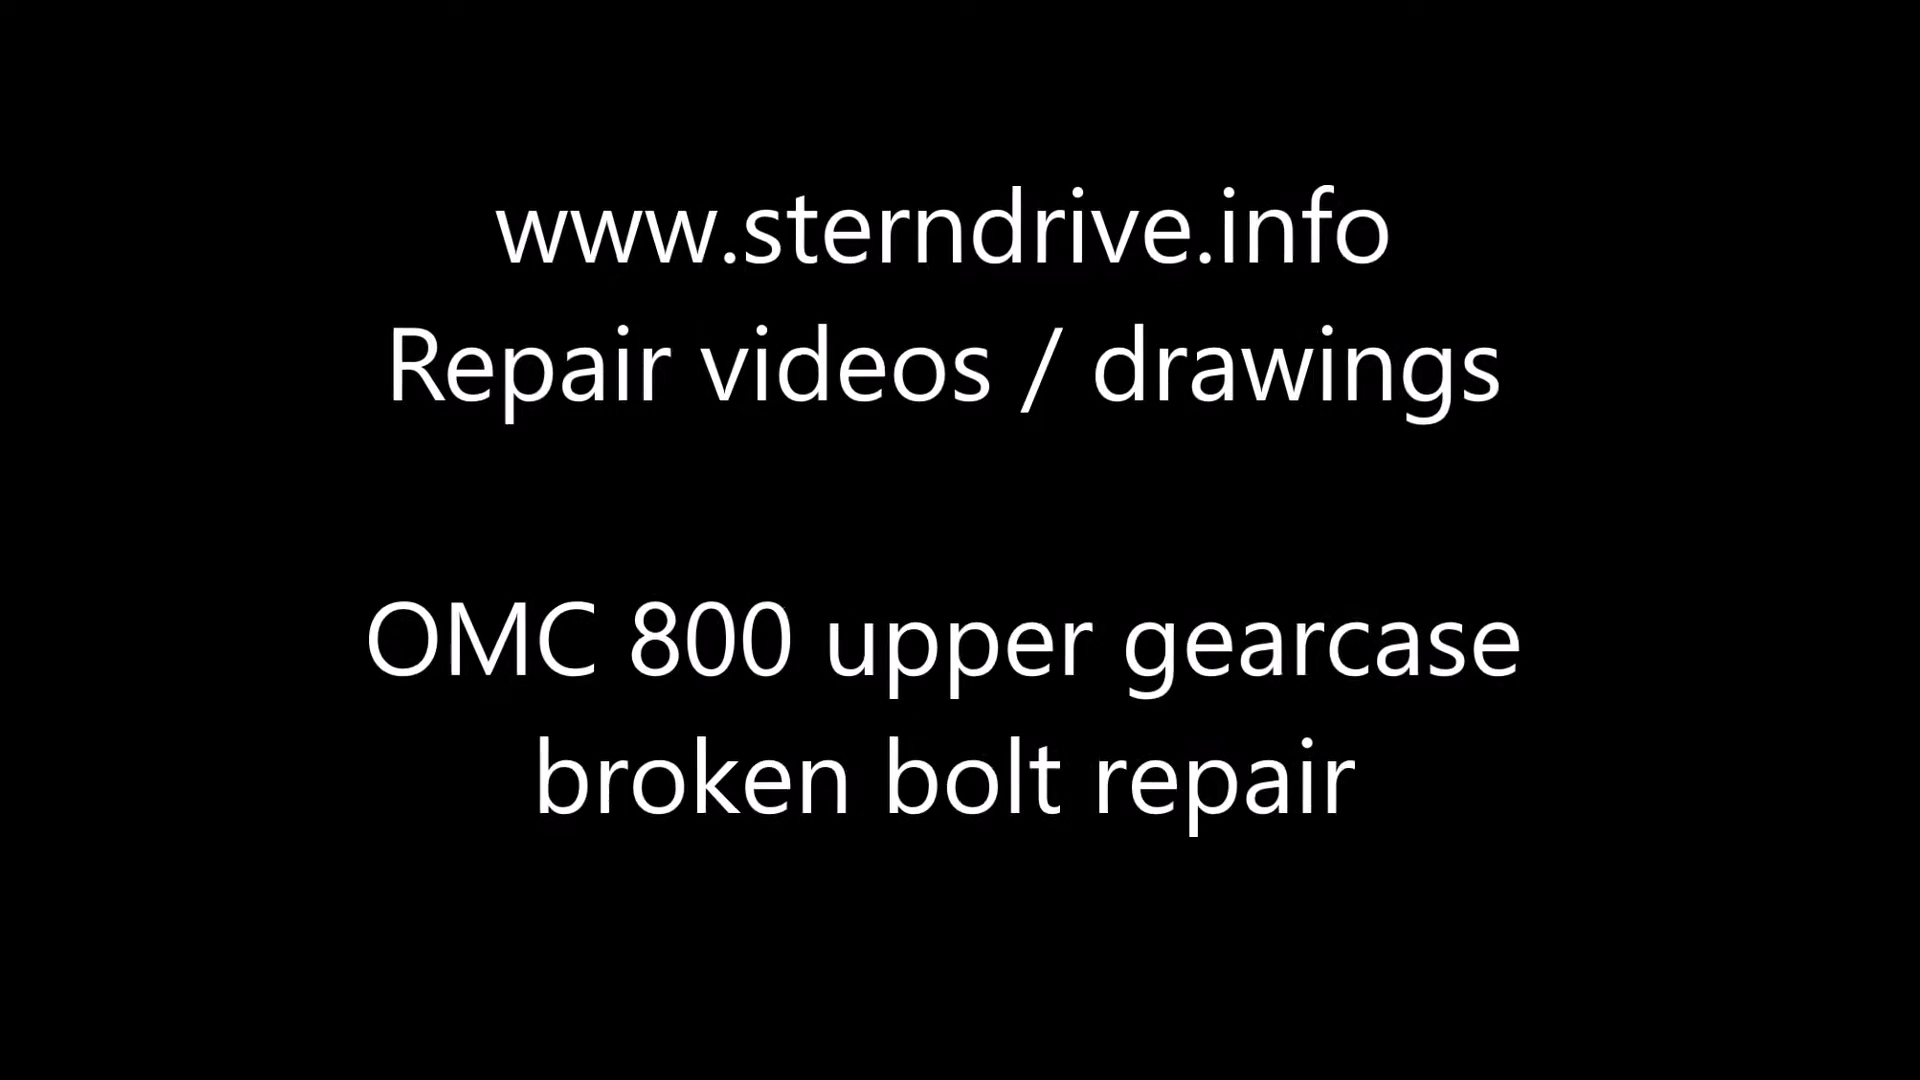 www.sterndrive.info
Repair videos / drawings
OMC 800 upper gearcase
broken bolt repair